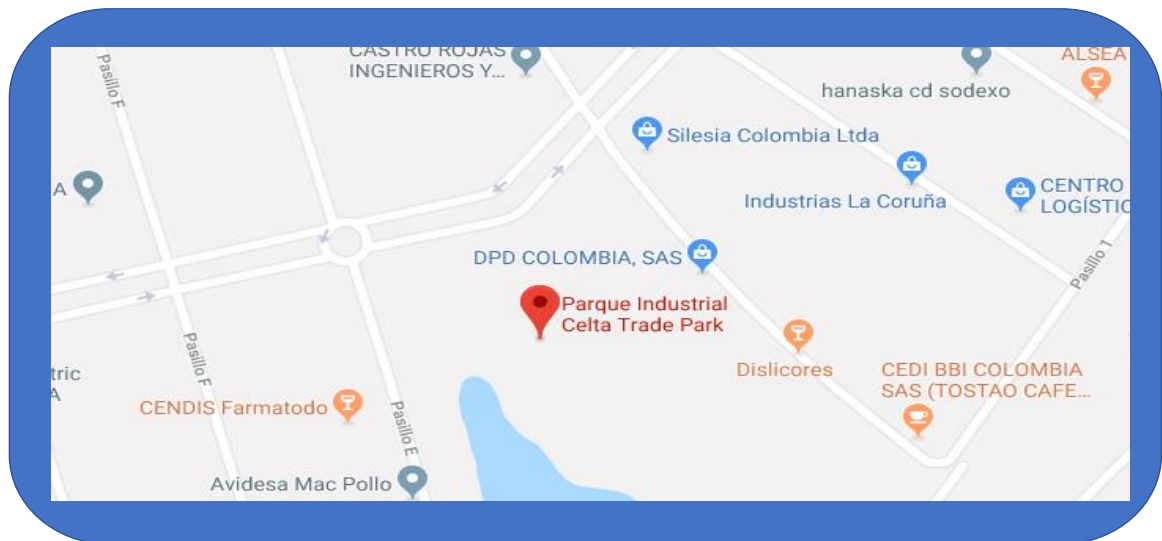 CASTRO ROJAS
INGENIEROS Y...
ALSEA
hanaska cd sodexo
Pasillo F
Silesia Colombia Ltda
A
Industrias La Coruña
CENTRO
LOGÍSTIC
DPD COLOMBIA, SAS
Pasillo 1
Parque Industrial
Celta Trade Park
Pasillo F
tric
A
Dislicores
CEDI BBI COLOMBIA
SAS (TOSTAO CAFE...
CENDIS Farmatodo
Pasillo E
Avidesa Mac Pollo